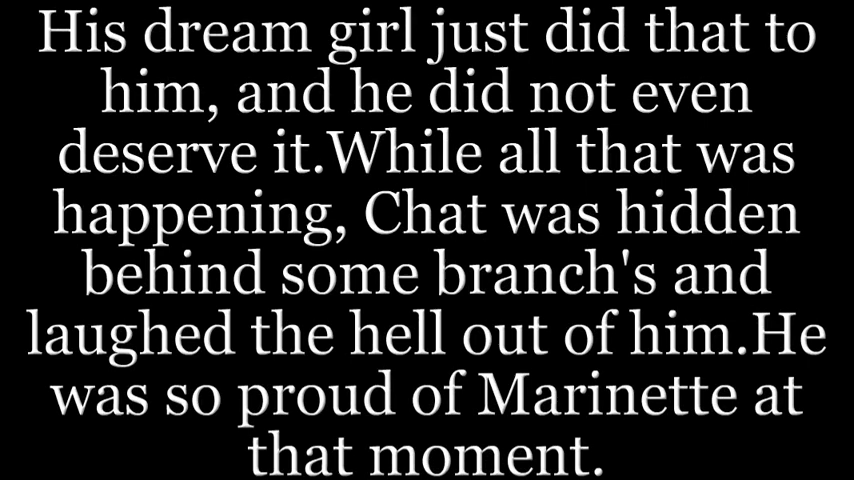 His dream girl just did that to
him, and he did not even
deserve it.While all that was
happening, Chat was hidden
behind some branch's and
laughed the hell out of him.He
was so proud of Marinette at
that moment.